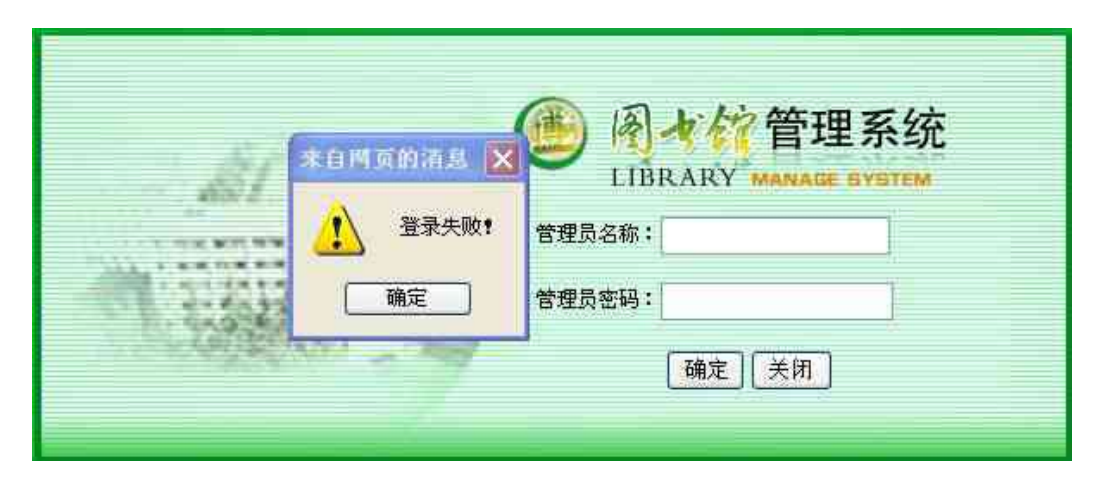 图书馆管理系统
LIBRARY MANAGE SYSTEM
来自网页的消息
登录失败!
确定
管理员名称：
管理员密码：
确定 关闭